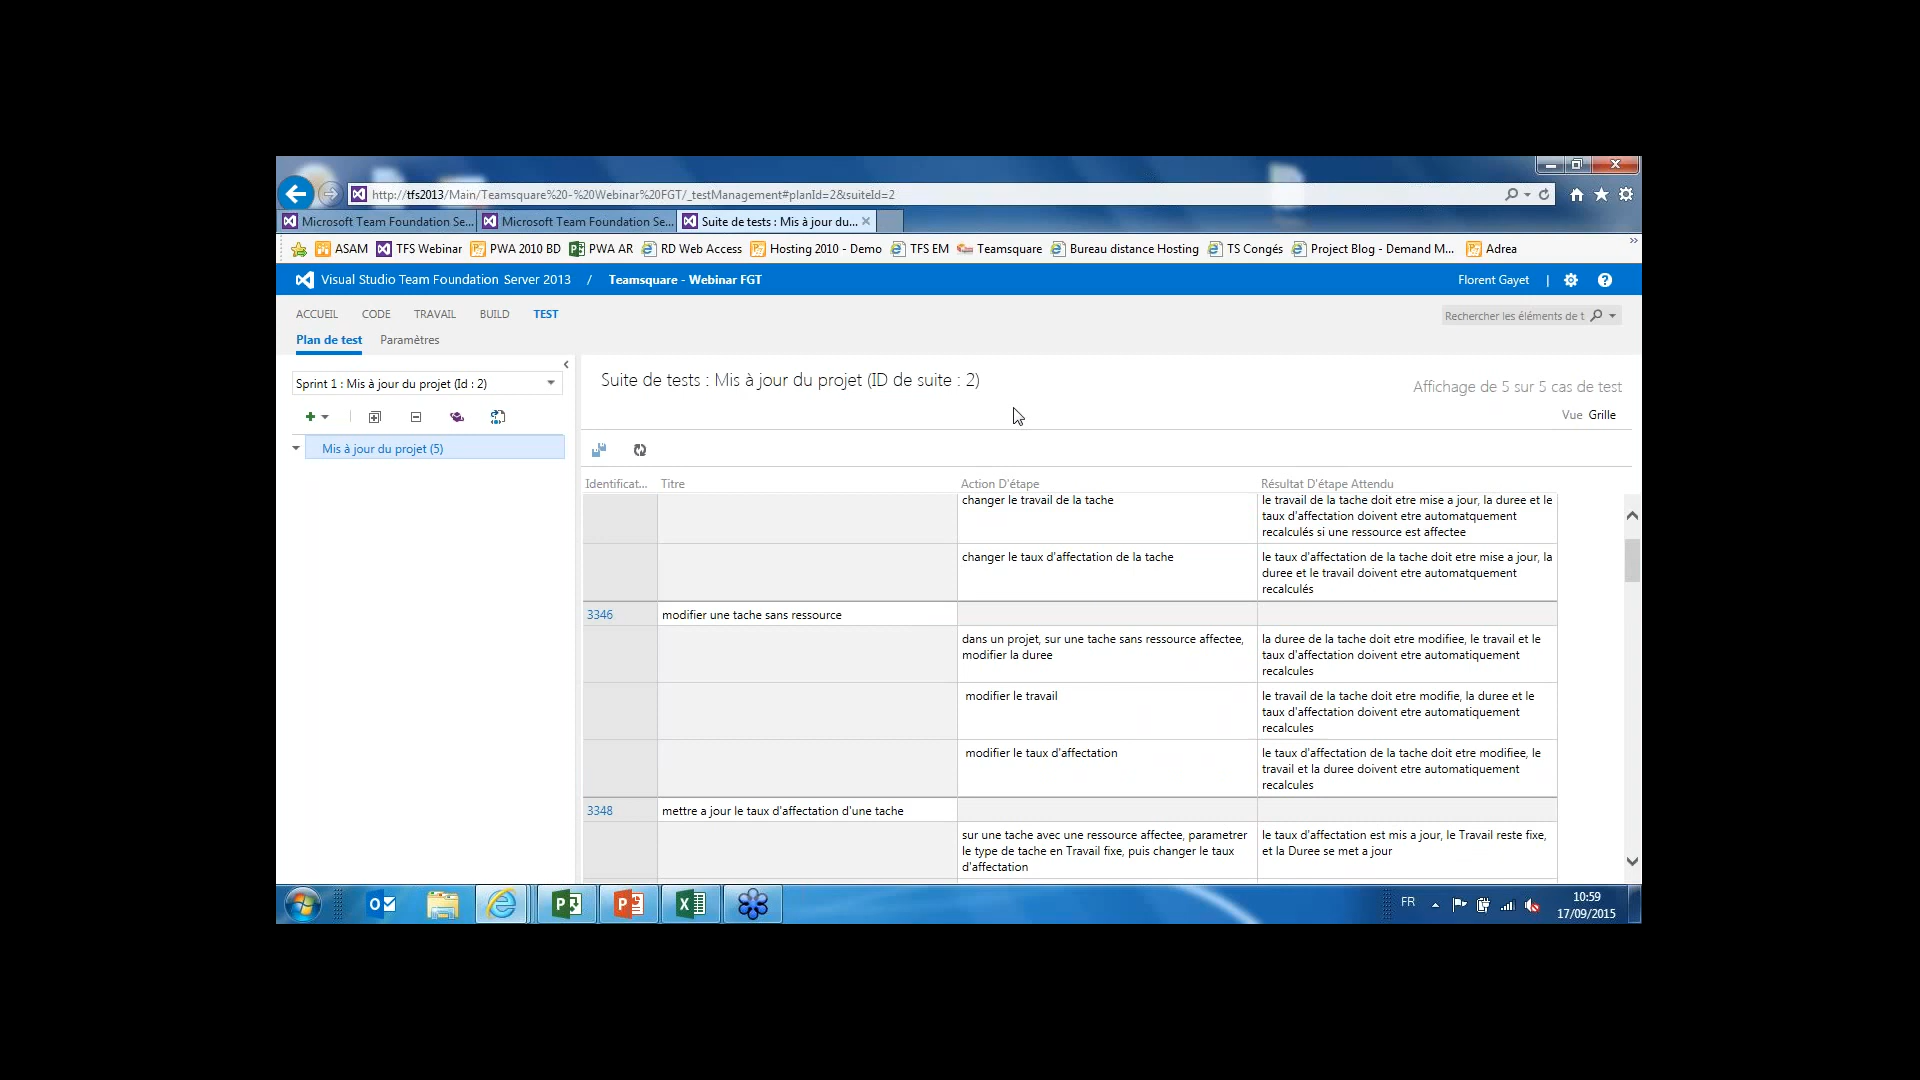 http://tfs2013/Main/Teamsquare%20-%20Webinar%20FGT/_testManagement#planId=2&suiteId=2
Microsoft Team Foundation Se... Microsoft Team Foundation Se... Suite de tests : Mis à jour du...
ASAM TFS Webinar PWA 2010 BD PWA AR RD Web Access Hosting 2010 - Demo TFS EM Teamsquare Bureau distance Hosting TS Congés Project Blog - Demand M... Adrea
Visual Studio Team Foundation Server 2013 / Teamsquare - Webinar FGT Florent Gayet |
ACCUEIL CODE TRAVAIL BUILD TEST
Rechercher les éléments de t
Plan de test Paramètres
Sprint 1 : Mis à jour du projet (Id : 2)
Mis à jour du projet (5)
Suite de tests : Mis à jour du projet (ID de suite : 2)
Affichage de 5 sur 5 cas de test
Vue Grille
Identificat... Titre Action D'étape Résultat D'étape Attendu
changer le travail de la tache
le travail de la tache doit etre mise a jour, la duree et le
taux d'affectation doivent etre automatquement
recalculés si une ressource est affectee
changer le taux d'affectation de la tache
le taux d'affectation de la tache doit etre mise a jour, la
duree et le travail doivent etre automatquement
recalculés
3346 modifier une tache sans ressource
dans un projet, sur une tache sans ressource affectee,
modifier la duree
la duree de la tache doit etre modifiee, le travail et le
taux d'affectation doivent etre automatiquement
recalcules
modifier le travail
le travail de la tache doit etre modifie, la duree et le
taux d'affectation doivent etre automatiquement
recalcules
modifier le taux d'affectation
le taux d'affectation de la tache doit etre modifiee, le
travail et la duree doivent etre automatiquement
recalcules
3348 mettre a jour le taux d'affectation d'une tache
sur une tache avec une ressource affectee, parametrer
le type de tache en Travail fixe, puis changer le taux
d'affectation
le taux d'affectation est mis a jour, le Travail reste fixe,
et la Duree se met a jour
FR
10:59
17/09/2015